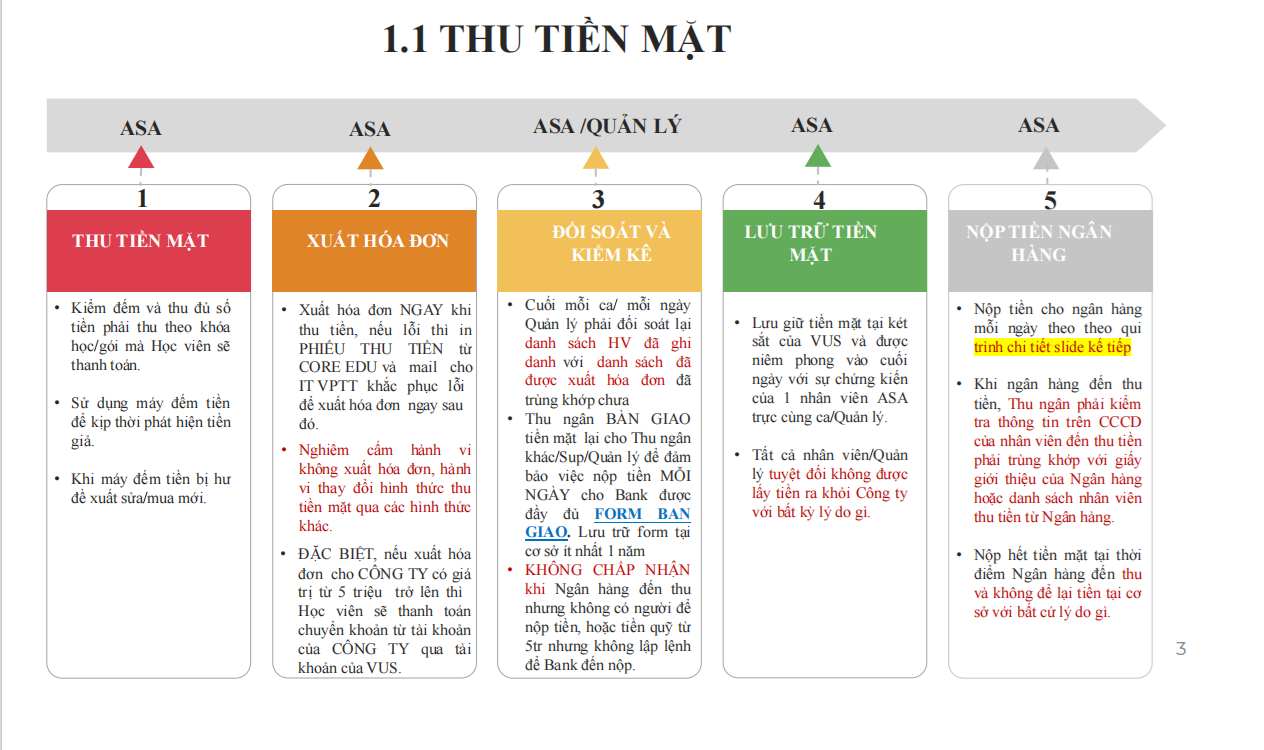 1.1 THU TIỀN MẶT
ASA
ASA
ASA /QUẢN LÝ
ASA
ASA
1
THU TIỀN MẶT
• Kiểm đếm và thu đủ số
tiền phải thu theo khóa
học/gói mà Học viên sẽ
thanh toán.
• Sử dụng máy đếm tiền
để kịp thời phát hiện tiền
giả.
• Khi máy đếm tiền bị hư
đề xuất sửa/mua mới.
2
XUẤT HÓA ĐƠN
• Xuất hóa đơn NGAY khi
thu tiền, nếu lỗi thì in
PHIẾU THU TIỀN từ
CORE EDU và mail cho
IT VPTT khắc phục lỗi
để xuất hóa đơn ngay sau
đó.
• Nghiêm cấm hành vi
không xuất hóa đơn, hành
vi thay đổi hình thức thu
tiền mặt qua các hình thức
khác.
• ĐẶC BIỆT, nếu xuất hóa
đơn cho CÔNG TY có giá
trị từ 5 triệu trở lên thì
Học viên sẽ thanh toán
chuyển khoản từ tài khoản
của CÔNG TY qua tài
khoản của VUS.
3
ĐỐI SOÁT VÀ
KIỂM KÊ
• Cuối mỗi ca/ mỗi ngày
Quản lý phải đối soát lại
danh sách HV đã ghi
danh với danh sách đã
được xuất hóa đơn đã
trùng khớp chưa
• Thu ngân BÀN GIAO
tiền mặt lại cho Thu ngân
khác/Sup/Quản lý để đảm
bảo việc nộp tiền MỖI
NGÀY cho Bank được
đầy đủ FORM BAN
GIAO. Lưu trữ form tại
cơ sở ít nhất 1 năm
• KHÔNG CHẤP NHẬN
khi Ngân hàng đến thu
nhưng không có người để
nộp tiền, hoặc tiền quỹ từ
5tr nhưng không lập lệnh
để Bank đến nộp.
4
LƯU TRỮ TIỀN
MẶT
• Lưu giữ tiền mặt tại két
sắt của VUS và được
niêm phong vào cuối
ngày với sự chứng kiến
của 1 nhân viên ASA
trực cùng ca/Quản lý.
• Tất cả nhân viên/Quản
lý tuyệt đối không được
lấy tiền ra khỏi Công ty
với bất kỳ lý do gì.
5
NỘP TIỀN NGÂN
HÀNG
• Nộp tiền cho ngân hàng
mỗi ngày theo theo qui
trình chi tiết slide kế tiếp
• Khi ngân hàng đến thu
tiền, Thu ngân phải kiểm
tra thông tin trên CCCD
của nhân viên đến thu tiền
phải trùng khớp với giấy
giới thiệu của Ngân hàng
hoặc danh sách nhân viên
thu tiền từ Ngân hàng.
• Nộp hết tiền mặt tại thời
điểm Ngân hàng đến thu
và không để lại tiền tại cơ
sở với bất cứ lý do gì.
3